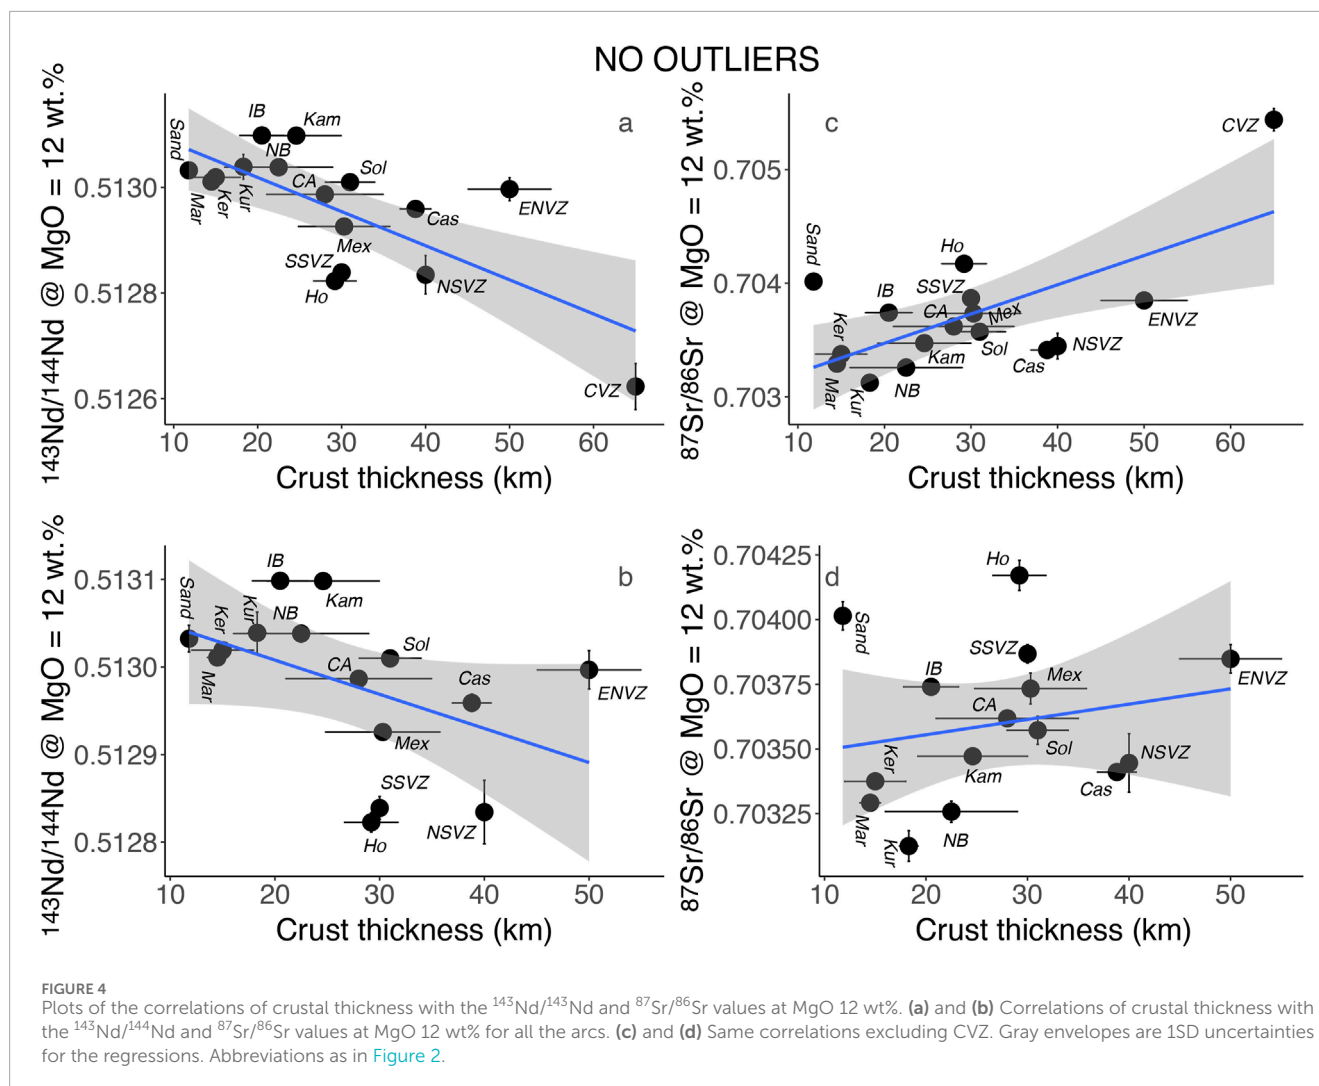 NO OUTLIERS
143Nd/144Nd @ MgO = 12 wt.%
0.5130
0.5128
0.5126
a
Sand
IB
Kam
NB
Sol
CA
Mar
Ker
Kur
Cas
ENVZ
Mex
SSVZ
Ho
NSVZ
CVZ
10 20 30 40 50 60
Crust thickness (km)
87Sr/86Sr @ MgO = 12 wt.%
0.705
0.704
0.703
c
CVZ
Sand
Ho
SSVZ
IB
CA
Mex
Ker
ENVZ
Sol
NSVZ
Kam
Cas
Mar
Kur
NB
10 20 30 40 50 60
Crust thickness (km)
143Nd/144Nd @ MgO = 12 wt.%
0.5131
0.5130
0.5129
0.5128
b
IB
Kam
Sand
Ker
Kur
NB
Sol
CA
Mar
Cas
ENVZ
Mex
SSVZ
Ho
NSVZ
10 20 30 40 50
Crust thickness (km)
87Sr/86Sr @ MgO = 12 wt.%
0.70425
0.70400
0.70375
0.70350
0.70325
d
Ho
Sand
SSVZ
IB
Mex
ENVZ
CA
Sol
NSVZ
Ker
Kam
Cas
Mar
NB
Kur
10 20 30 40 50
Crust thickness (km)
FIGURE 4
Plots of the correlations of crustal thickness with the 143Nd/143Nd and 87Sr/86Sr values at MgO 12 wt%. (a) and (b) Correlations of crustal thickness with
the 143Nd/144Nd and 87Sr/86Sr values at MgO 12 wt% for all the arcs. (c) and (d) Same correlations excluding CVZ. Gray envelopes are 1SD uncertainties
for the regressions. Abbreviations as in Figure 2.